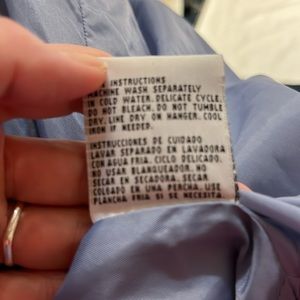 INSTRUCTIONS
MACHINE WASH SEPARATELY
IN COLD WATER. DELICATE CYCLE.
DO NOT BLEACH. DO NOT TUMBLE
DRY. LINE DRY ON HANGER. COOL
IRON IF NEEDED.
INSTRUCCIONES DE CUIDADO
LAVAR SEPARADO EN LAVADORA
CON AGUA FRIA. CICLO DELICADO.
NO USAR BLANQUEADOR. NO
SECAR EN SECADORA. SECAR
COLGADO EN UNA PERCHA. USE
PLANCHA FRIA SI SE NECESITA